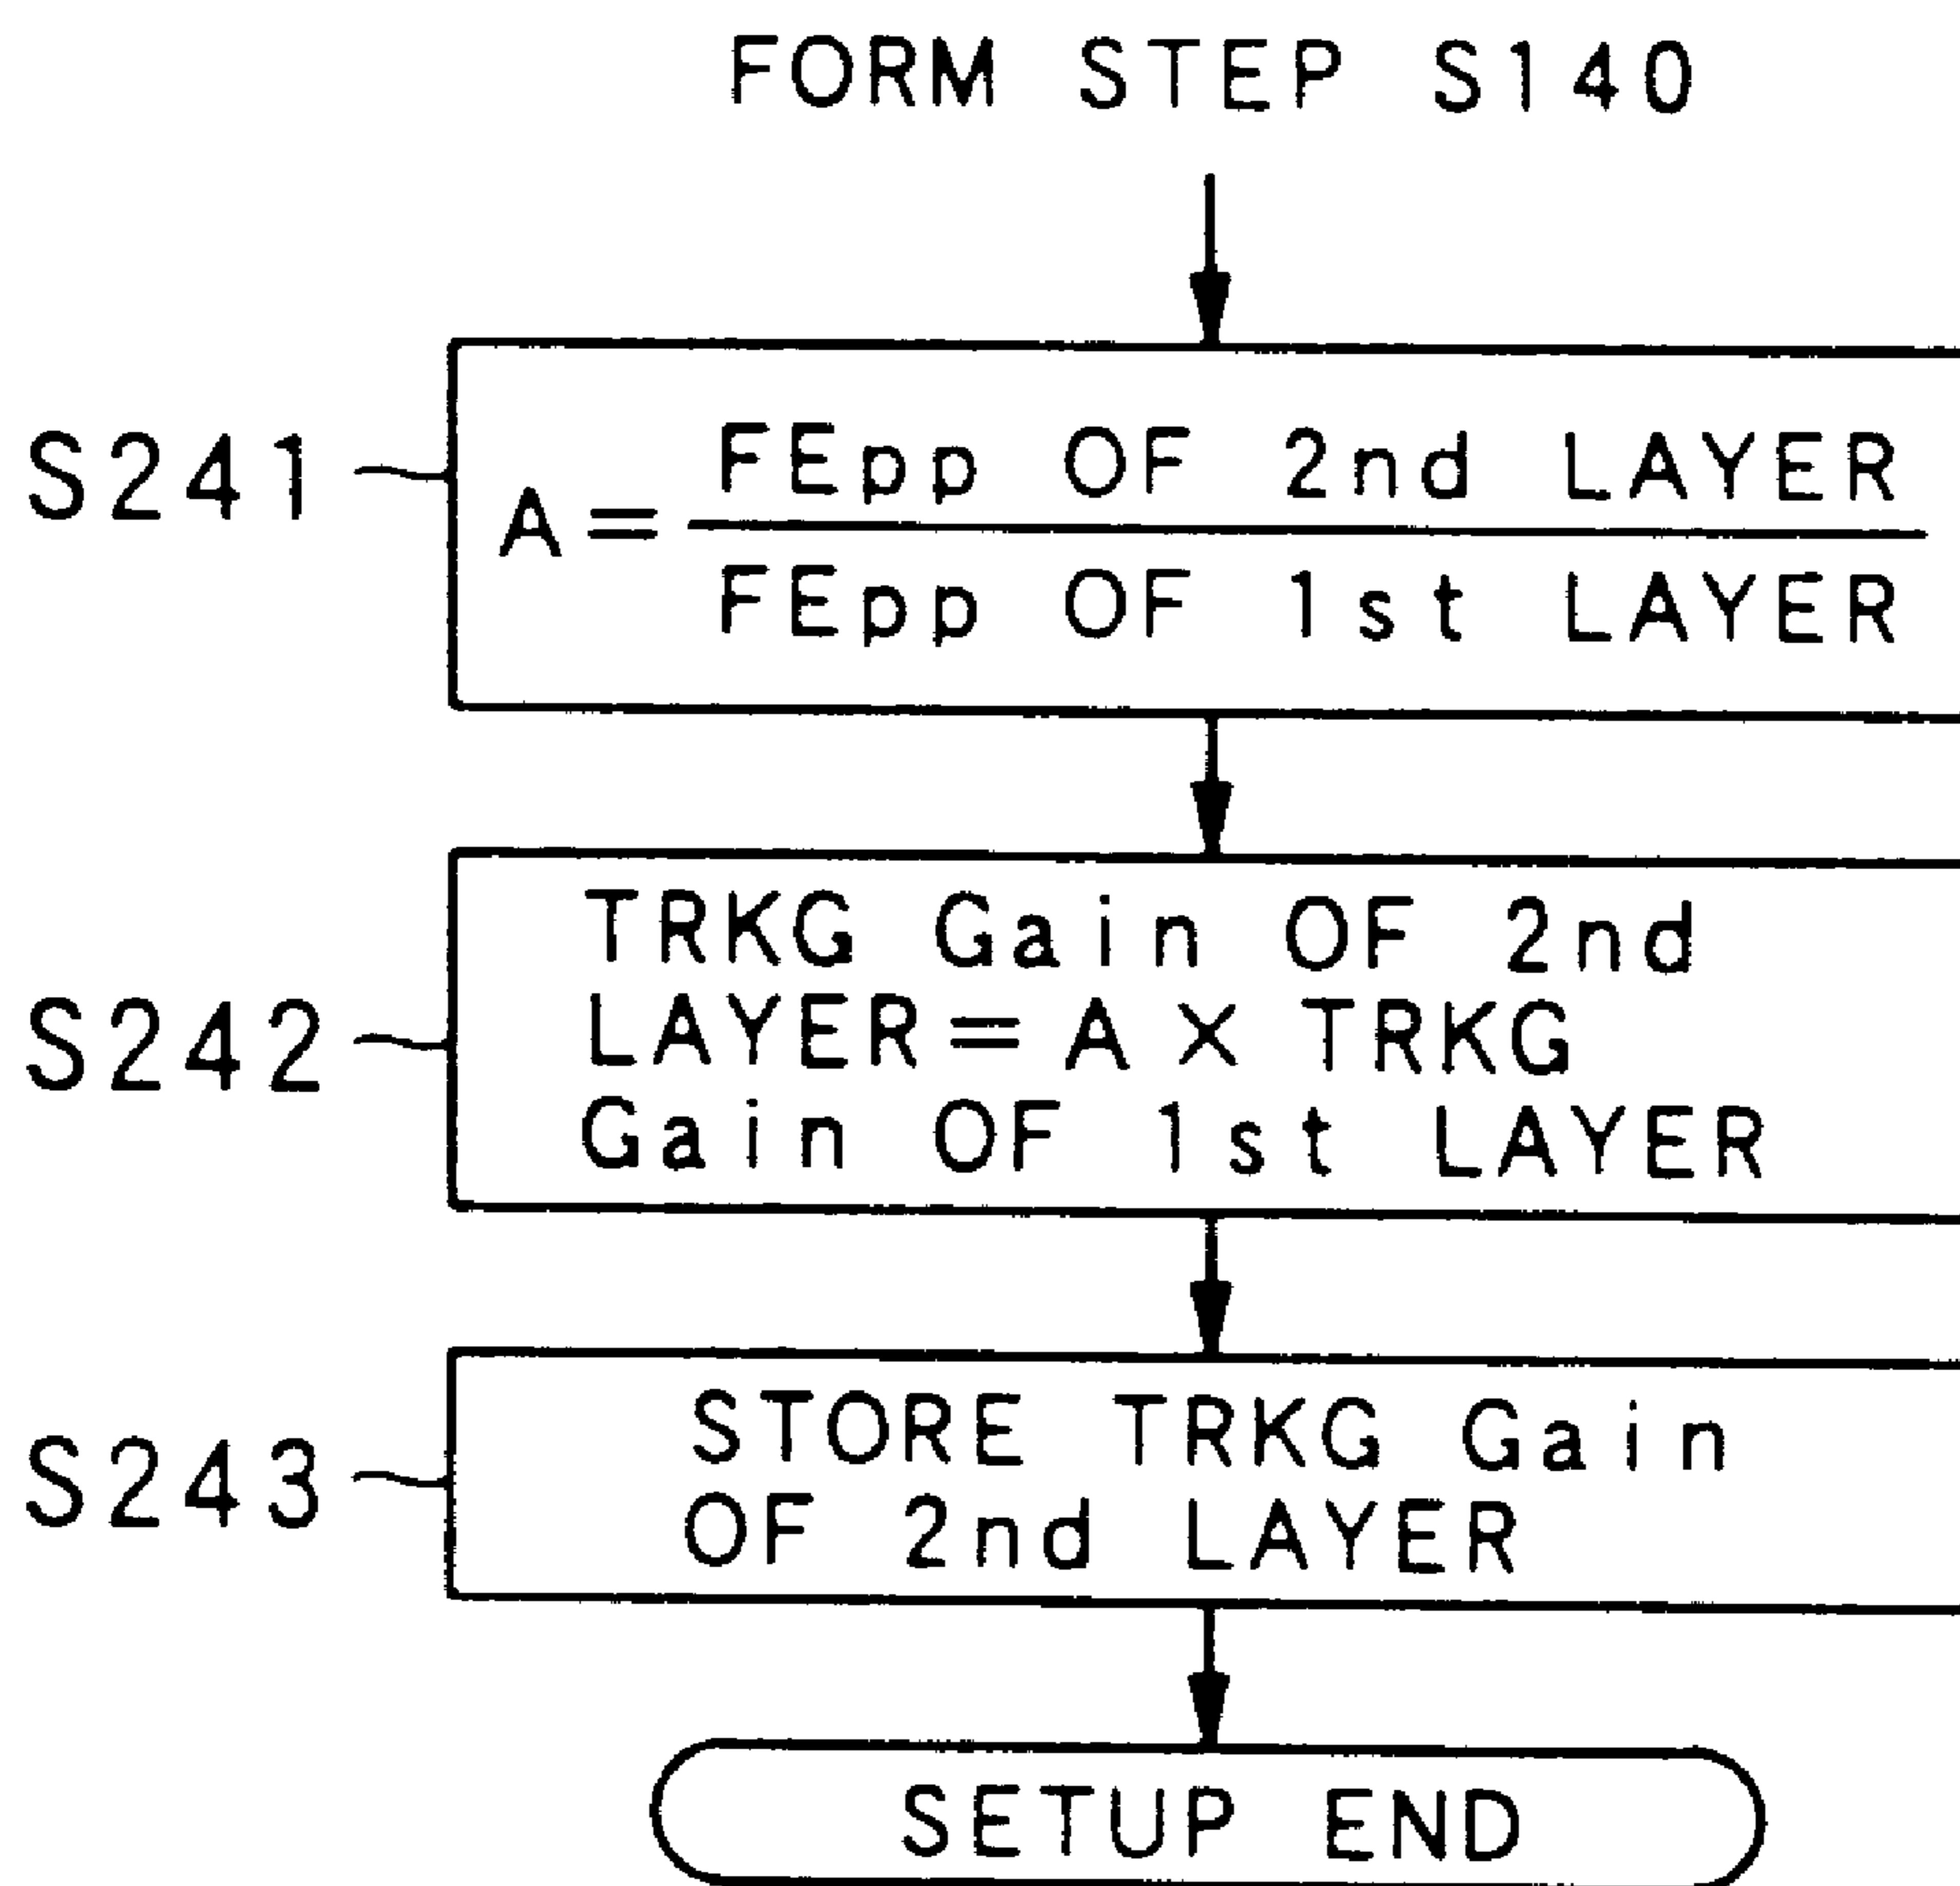 FORM STEP S140
S241
A = FEpp OF 2nd LAYER
FEpp OF 1st LAYER
S242
TRKG Gain OF 2nd
LAYER = A × TRKG
Gain OF 1st LAYER
S243
STORE TRKG Gain
OF 2nd LAYER
SETUP END